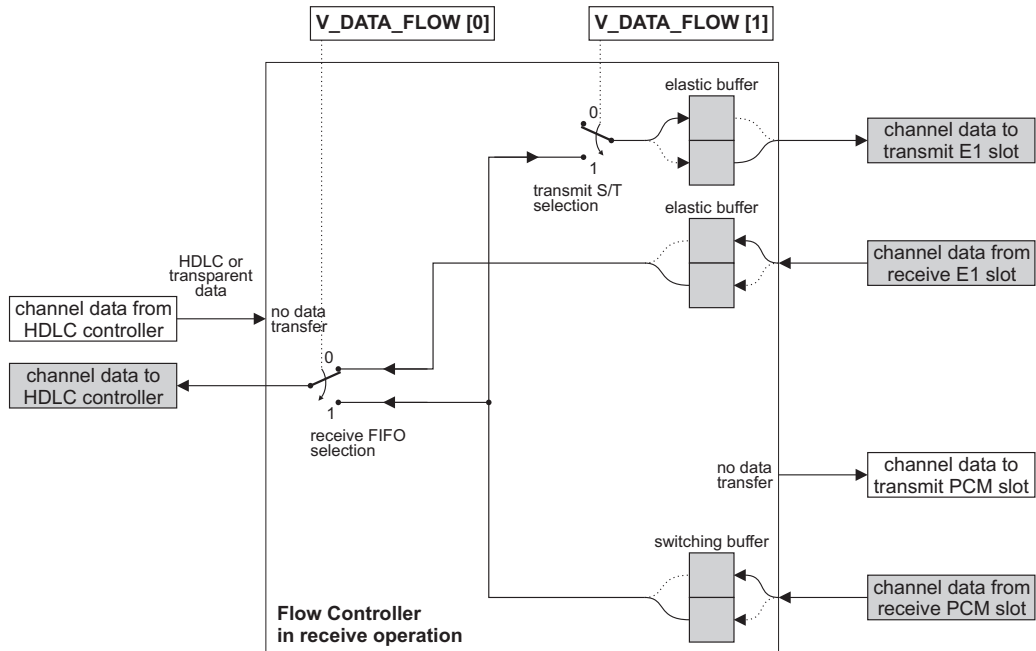 V_DATA_FLOW [0]
V_DATA_FLOW [1]
elastic buffer
0
1
transmit S/T
selection
channel data to
transmit E1 slot
elastic buffer
channel data from
receive E1 slot
HDLC or
transparent
data
channel data from
HDLC controller
no data
transfer
channel data to
HDLC controller
0
1
receive FIFO
selection
no data
transfer
channel data to
transmit PCM slot
switching buffer
channel data from
receive PCM slot
Flow Controller
in receive operation